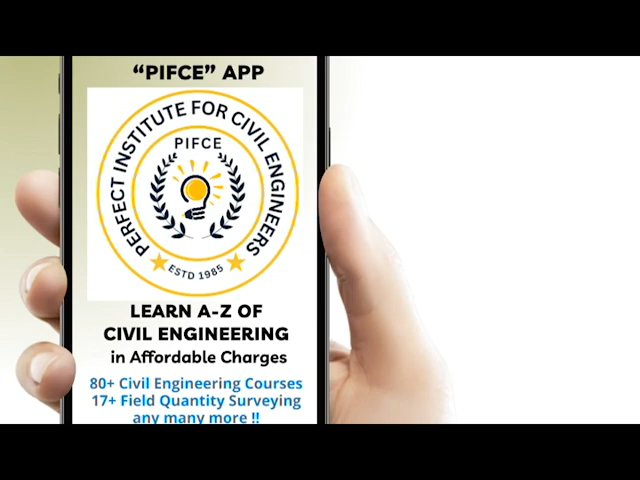 “PIFCE” APP
PERFECT INSTITUTE FOR CIVIL ENGINEERS
PIFCE
ESTD 1985
LEARN A-Z OF
CIVIL ENGINEERING
in Affordable Charges
80+ Civil Engineering Courses
17+ Field Quantity Surveying
any many more !!